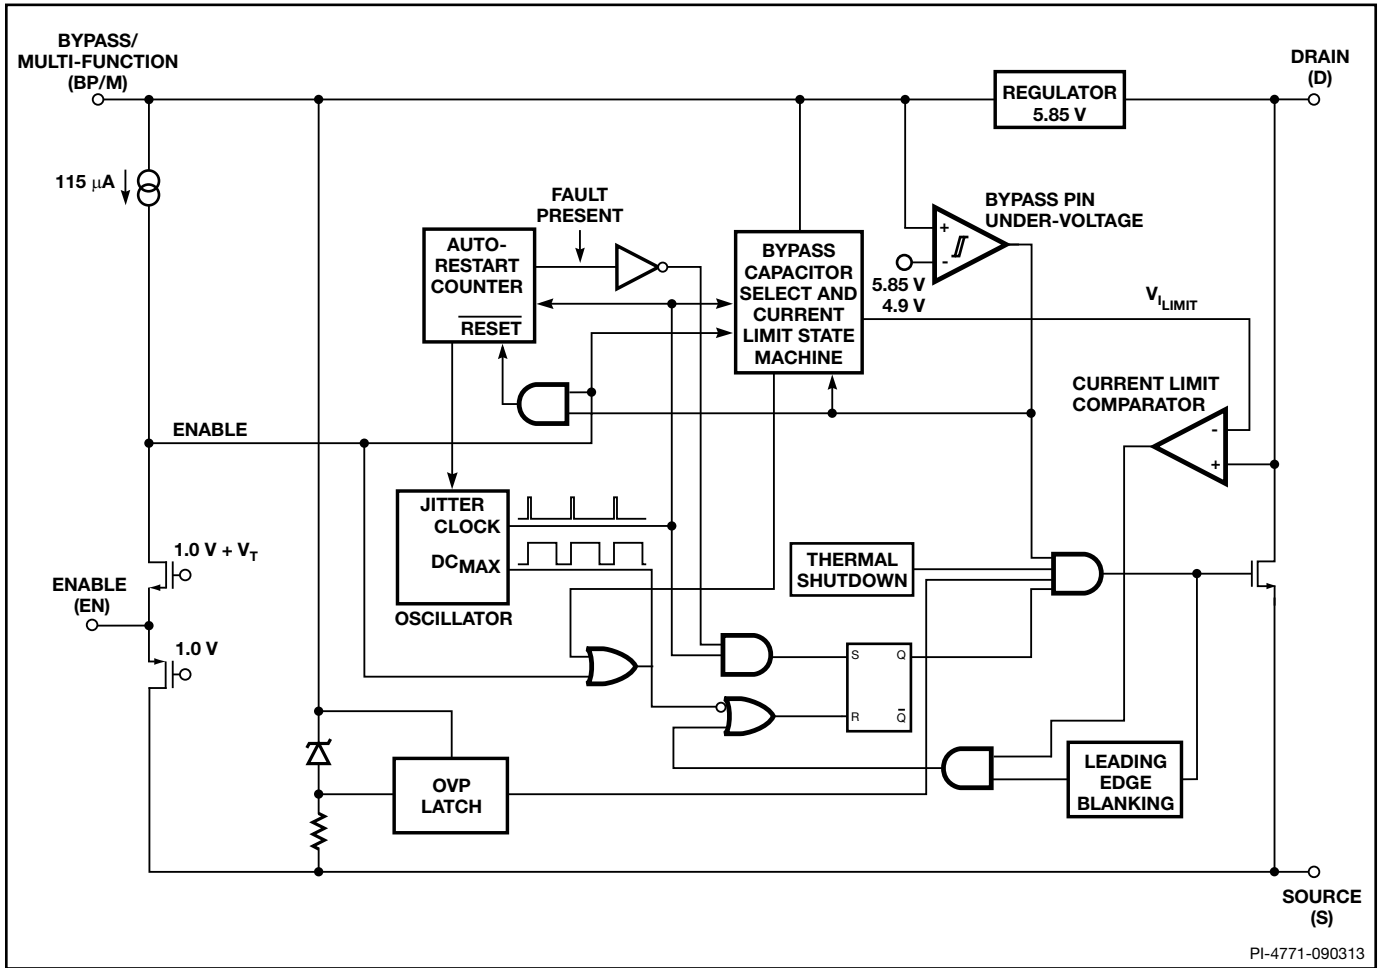 BYPASS/
MULTI-FUNCTION
(BP/M)
DRAIN
(D)
REGULATOR
5.85 V
115 μA
FAULT
PRESENT
BYPASS PIN
UNDER-VOLTAGE
+
-
5.85 V
4.9 V
AUTO-
RESTART
COUNTER
RESET
BYPASS
CAPACITOR
SELECT AND
CURRENT
LIMIT STATE
MACHINE
VILIMIT
CURRENT LIMIT
COMPARATOR
-
+
ENABLE
JITTER
CLOCK
DCMAX
OSCILLATOR
1.0 V + VT
ENABLE
(EN)
1.0 V
THERMAL
SHUTDOWN
S Q
R Q̅
OVP
LATCH
LEADING
EDGE
BLANKING
SOURCE
(S)
PI-4771-090313